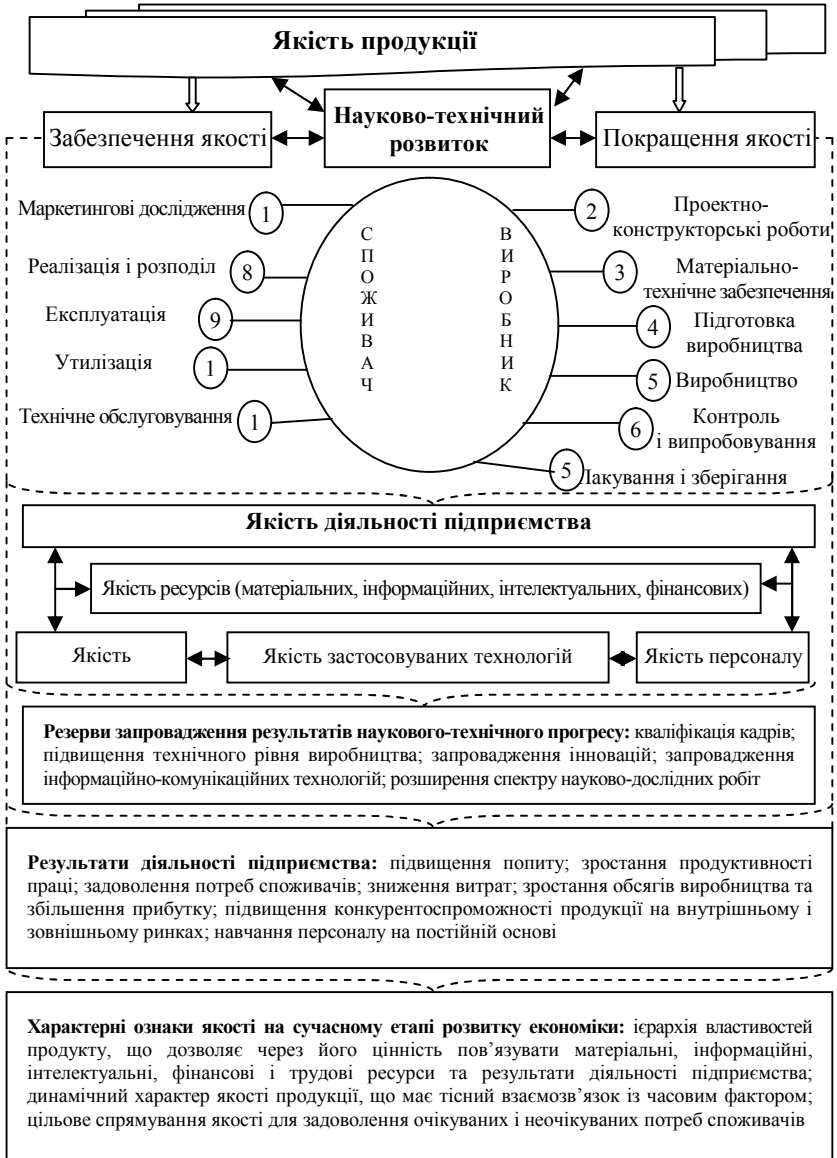 Якість продукції
Науково-технічний
розвиток
Забезпечення якості
Покращення якості
Маркетингові дослідження
1
2
Проектно-
конструкторські роботи
Реалізація і розподіл
8
3
Матеріально-
технічне забезпечення
Експлуатація
9
4
Підготовка
виробництва
Утилізація
1
5
Виробництво
Технічне обслуговування
1
6
Контроль
і випробовування
5
Пакування і зберігання
СПОЖИВАЧ
ВИРОБНИК
Якість діяльності підприємства
Якість ресурсів (матеріальних, інформаційних, інтелектуальних, фінансових)
Якість
Якість застосовуваних технологій
Якість персоналу
Резерви запровадження результатів наукового-технічного прогресу: кваліфікація кадрів;
підвищення технічного рівня виробництва; запровадження інновацій; запровадження
інформаційно-комунікаційних технологій; розширення спектру науково-дослідних робіт
Результати діяльності підприємства: підвищення попиту; зростання продуктивності
праці; задоволення потреб споживачів; зниження витрат; зростання обсягів виробництва та
збільшення прибутку; підвищення конкурентоспроможності продукції на внутрішньому і
зовнішньому ринках; навчання персоналу на постійній основі
Характерні ознаки якості на сучасному етапі розвитку економіки: ієрархія властивостей
продукту, що дозволяє через його цінність пов’язувати матеріальні, інформаційні,
інтелектуальні, фінансові і трудові ресурси та результати діяльності підприємства;
динамічний характер якості продукції, що має тісний взаємозв’язок із часовим фактором;
цільове спрямування якості для задоволення очікуваних і неочікуваних потреб споживачів